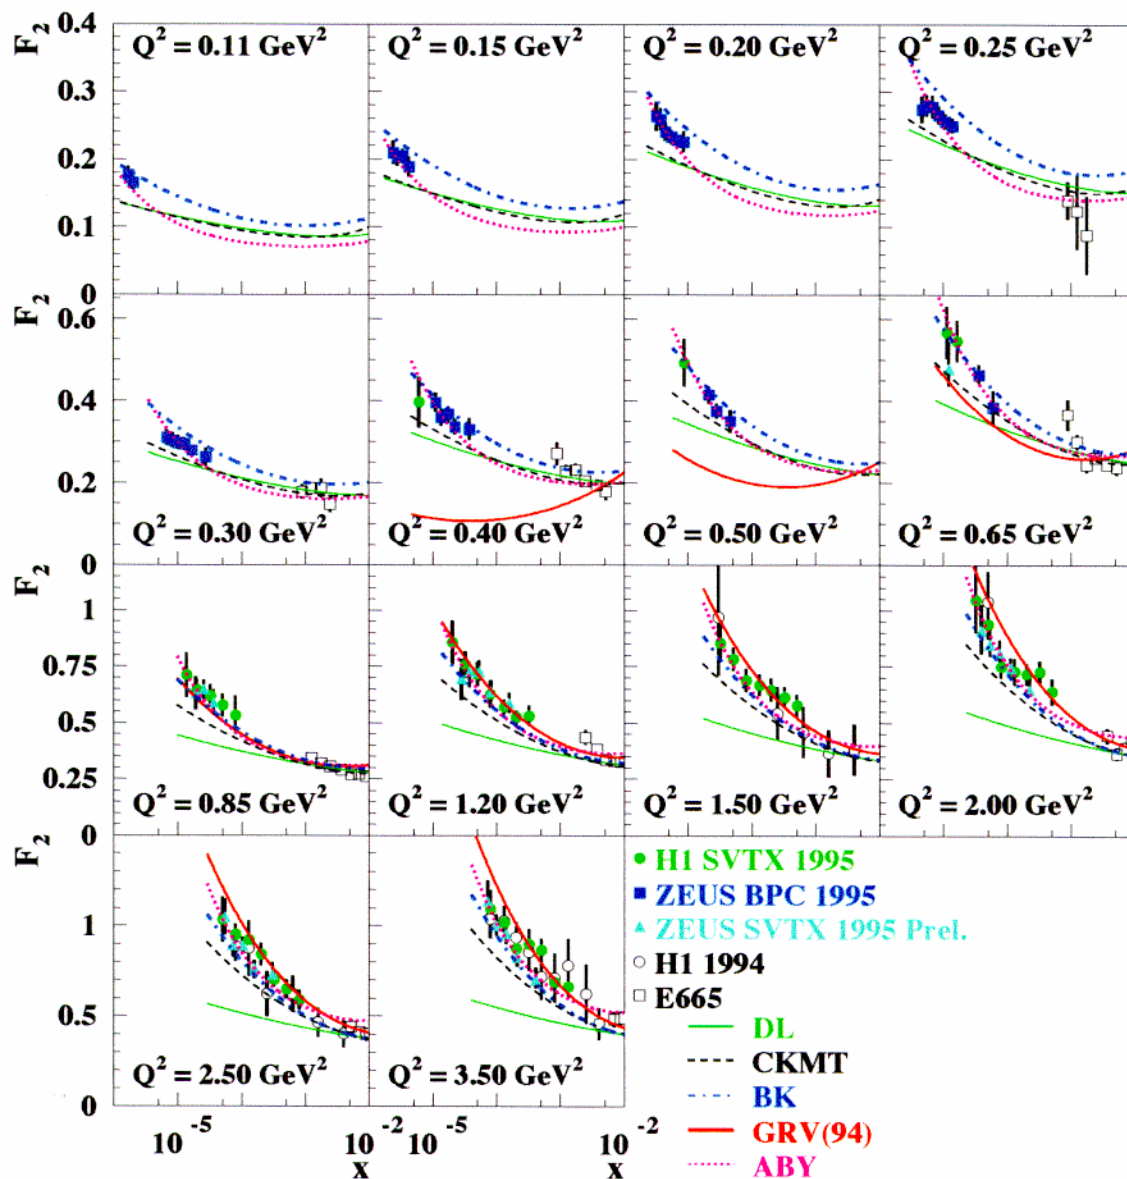 F₂ 0.4 Q² = 0.11 GeV² Q² = 0.15 GeV² Q² = 0.20 GeV² Q² = 0.25 GeV²
0.3
0.2
0.1
0
F₂ 0.6
0.4
0.2
Q² = 0.30 GeV² Q² = 0.40 GeV² Q² = 0.50 GeV² Q² = 0.65 GeV²
0
F₂
1
0.75
0.5
0.25
Q² = 0.85 GeV² Q² = 1.20 GeV² Q² = 1.50 GeV² Q² = 2.00 GeV²
0
F₂
H1 SVTX 1995
ZEUS BPC 1995
1
ZEUS SVTX 1995 Prel.
H1 1994
E665
0.5
DL
CKMT
Q² = 2.50 GeV² Q² = 3.50 GeV²
BK
0
GRV(94)
10⁻⁵ 10⁻² 10⁻⁵ 10⁻²
x x
ABY